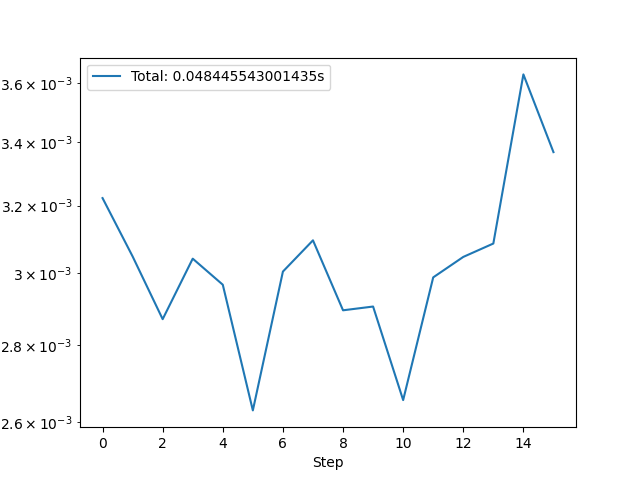 Total: 0.048445543001435s
3.6 × 10⁻³
3.4 × 10⁻³
3.2 × 10⁻³
3 × 10⁻³
2.8 × 10⁻³
2.6 × 10⁻³
0 2 4 6 8 10 12 14
Step